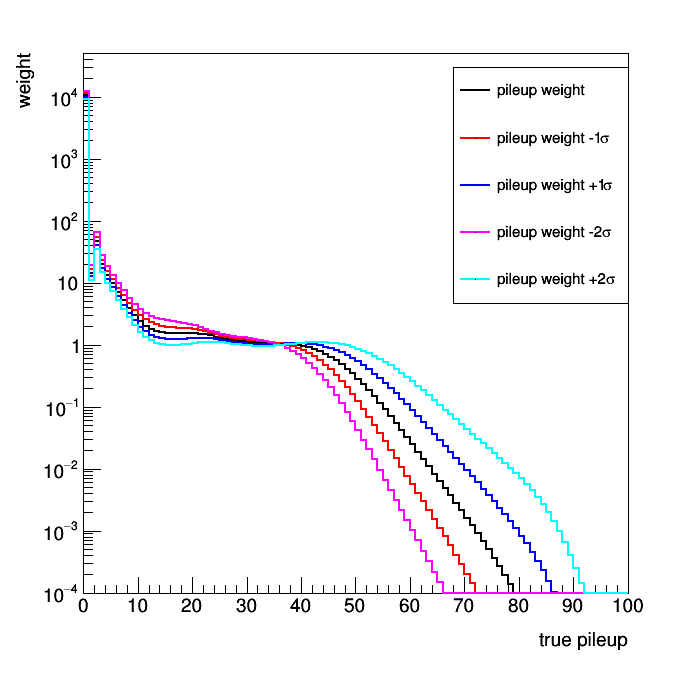 weight
10⁴
10³
10²
10
1
10⁻¹
10⁻²
10⁻³
10⁻⁴
0 10 20 30 40 50 60 70 80 90 100
true pileup
pileup weight
pileup weight -1σ
pileup weight +1σ
pileup weight -2σ
pileup weight +2σ